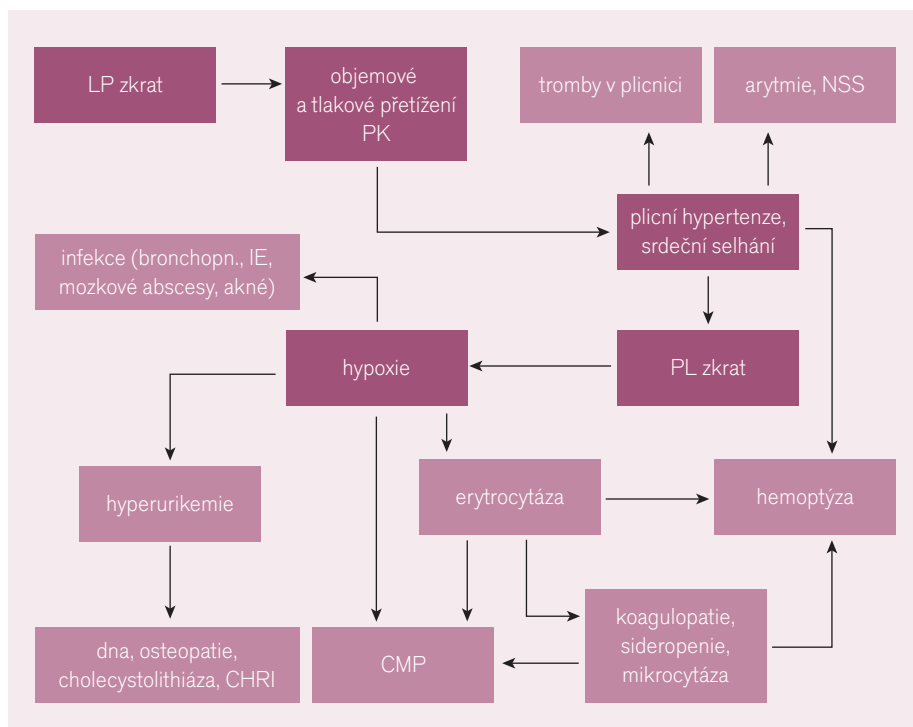 LP zkrat
objemové
a tlakové přetížení
PK
tromby v plicnici
arytmie, NSS
plicní hypertenze,
srdeční selhání
infekce (bronchopn., IE,
mozkové abscesy, akné)
hypoxie
PL zkrat
hyperurikemie
erytrocytáza
hemoptýza
dna, osteopatie,
cholecystolithiáza, CHRI
CMP
koagulopatie,
sideropenie,
mikrocytáza